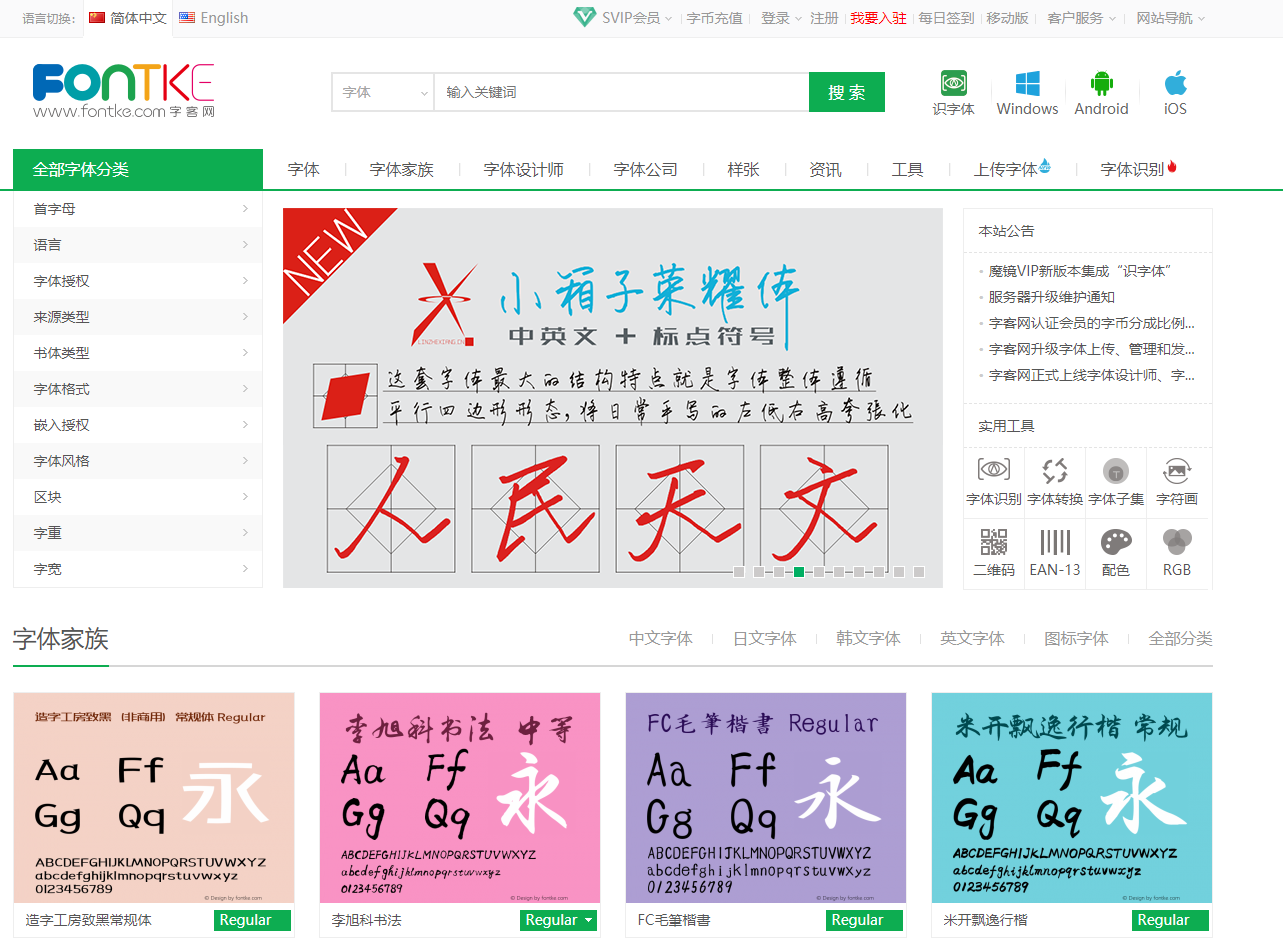 语言切换: 简体中文 English SVIP会员 字币充值 登录 注册 我要入驻 每日签到 移动版 客户服务 网站导航
FONTKE
www.fontke.com 字客网
字体 输入关键词 搜 索
识字体 Windows Android iOS
全部字体分类 字体 字体家族 字体设计师 字体公司 样张 资讯 工具 上传字体 字体识别
首字母
语言
字体授权
来源类型
书体类型
字体格式
嵌入授权
字体风格
区块
字重
字宽
NEW
小箱子荣耀体
LINZHEXIANG.CN
中英文 + 标点符号
这套字体最大的结构特点就是字体整体遵循
平行四边形形态,将日常手写的左低右高夸张化
人民天文
本站公告
魔镜VIP新版本集成“识字体”
服务器升级维护通知
字客网认证会员的字币分成比例...
字客网升级字体上传、管理和发...
字客网正式上线字体设计师、字...
实用工具
字体识别 字体转换 字体子集 字符画
二维码 EAN-13 配色 RGB
字体家族 中文字体 日文字体 韩文字体 英文字体 图标字体 全部分类
造字工房致黑 (非商用) 常规体 Regular
Aa Ff
Gg Qq
永
ABCDEFGHIJKLMNOPQRSTUVWXYZ
abcdefghijklmnopqrstuvwxyz
0123456789
© Design by fontke.com
造字工房致黑常规体 Regular
李旭科书法 中等
Aa Ff
Gg Qq
永
ABCDEFGHIJKLMNOPQRSTUVWXYZ
abcdefghijklmnopqrstuvwxyz
0123456789
© Design by fontke.com
李旭科书法 Regular
FC毛筆楷書 Regular
Aa Ff
Gg Qq
永
ABCDEFGHIJKLMNOPQRSTUVWXYZ
abcdefghijklmnopqrstuvwxyz
0123456789
© Design by fontke.com
FC毛筆楷書 Regular
米开飘逸行楷 常规
Aa Ff
Gg Qq
永
ABCDEFGHIJKLMNOPQRSTUVWXYZ
abcdefghijklmnopqrstuvwxyz
0123456789
© Design by fontke.com
米开飘逸行楷 Regular